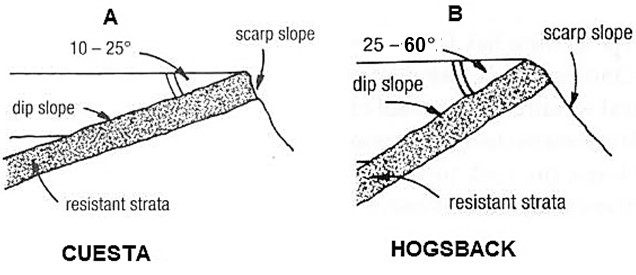 A
10 – 25°
scarp slope
dip slope
resistant strata
CUESTA
B
25 – 60°
scarp slope
dip slope
resistant strata
HOGSBACK